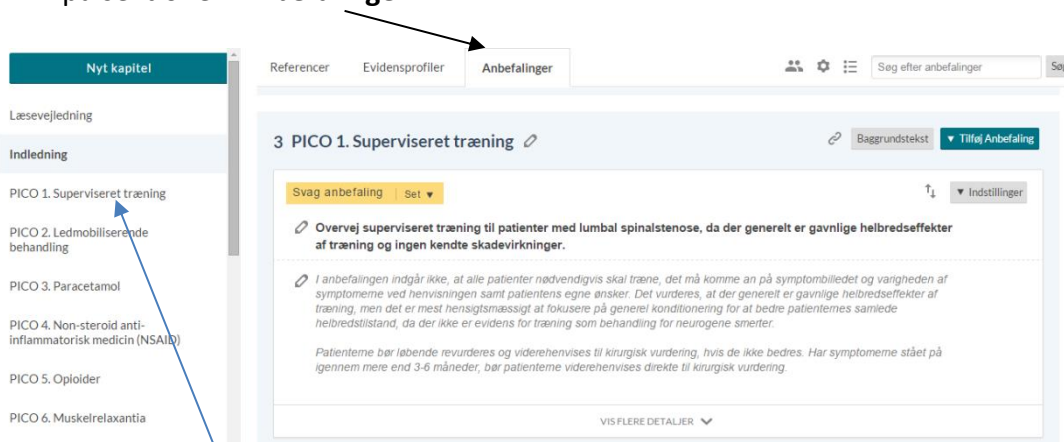 Nyt kapitel
Læsevejledning
Indledning
PICO 1. Superviseret træning
PICO 2. Ledmobiliserende
behandling
PICO 3. Paracetamol
PICO 4. Non-steroid anti-
inflammatorisk medicin (NSAID)
PICO 5. Opioider
PICO 6. Muskelrelaxantia
Referencer Evidensprofiler Anbefalinger
Søg efter anbefalinger
3 PICO 1. Superviseret træning
Baggrundstekst ▼ Tilføj Anbefaling
Svag anbefaling | Set ▼
▼ Indstillinger
Overvej superviseret træning til patienter med lumbal spinalstenose, da der generelt er gavnlige helbredseffekter
af træning og ingen kendte skadevirkninger.
I anbefalingen indgår ikke, at alle patienter nødvendigvis skal træne, det må komme an på symptombilledet og varigheden af
symptomerne ved henvisningen samt patientens egne ønsker. Det vurderes, at der generelt er gavnlige helbredseffekter af
træning, men det er mest hensigtsmæssigt at fokusere på generel konditionering for at bedre patienternes samlede
helbredstilstand, da der ikke er evidens for træning som behandling for neurogene smerter.
Patienterne bør løbende revurderes og viderehenvises til kirurgisk vurdering, hvis de ikke bedres. Har symptomerne stået på
igennem mere end 3-6 måneder, bør patienterne viderehenvises direkte til kirurgisk vurdering.
VIS FLERE DETALJER